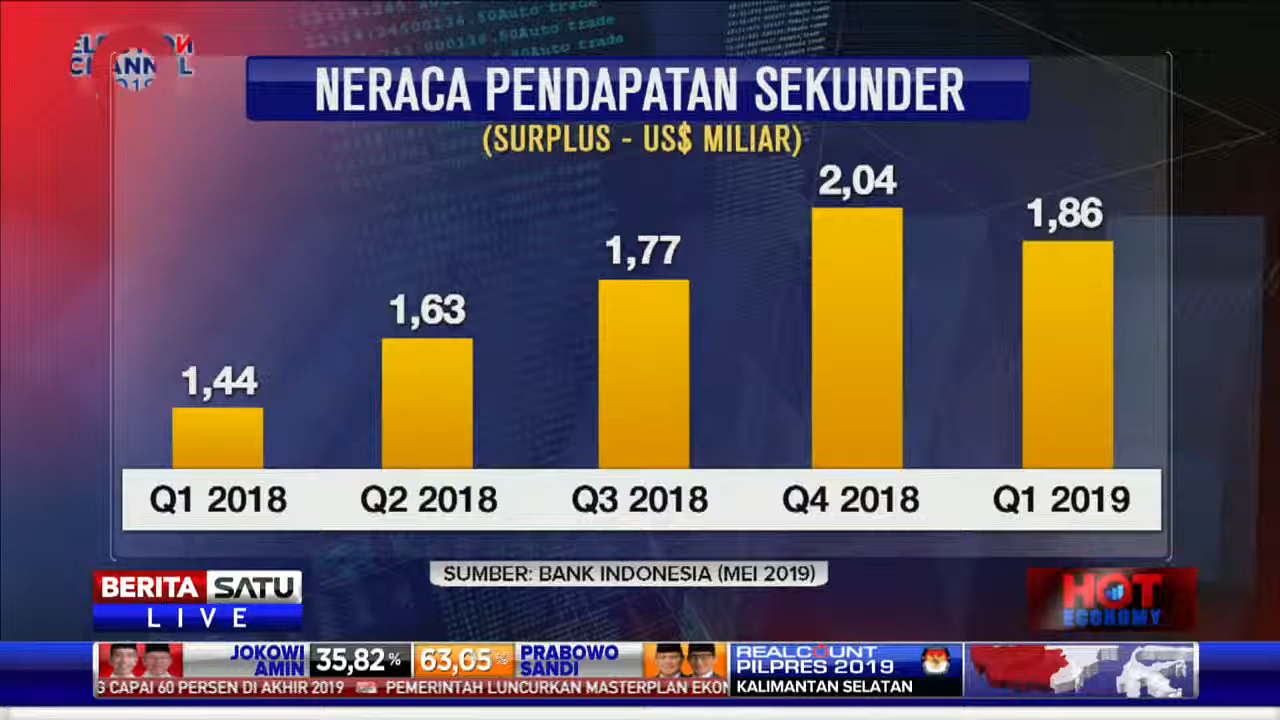 NERACA PENDAPATAN SEKUNDER
(SURPLUS - US$ MILIAR)
1,44
1,63
1,77
2,04
1,86
Q1 2018
Q2 2018
Q3 2018
Q4 2018
Q1 2019
SUMBER: BANK INDONESIA (MEI 2019)
BERITA SATU
LIVE
HOT
ECONOMY
JOKOWI
AMIN
35,82%
63,65%
PRABOWO
SANDI
REALCOUNT
PILPRES 2019
KALIMANTAN SELATAN
CAPAI 60 PERSEN DI AKHIR 2019
PEMERINTAH LUNCURKAN MASTERPLAN